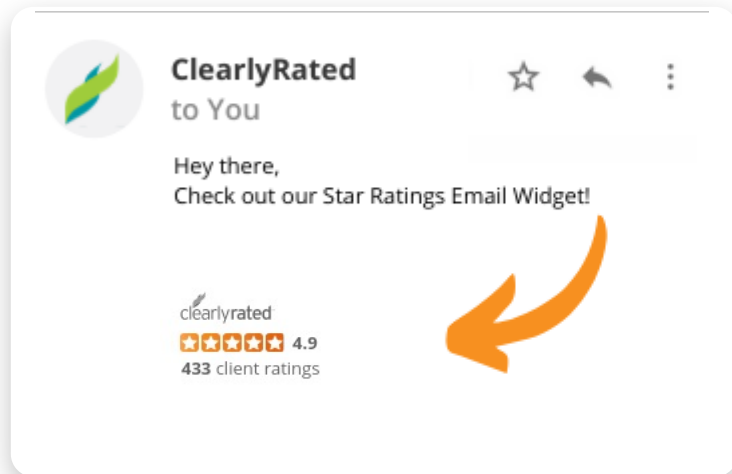 ClearlyRated
to You
Hey there,
Check out our Star Ratings Email Widget!
clearlyrated
4.9
433 client ratings